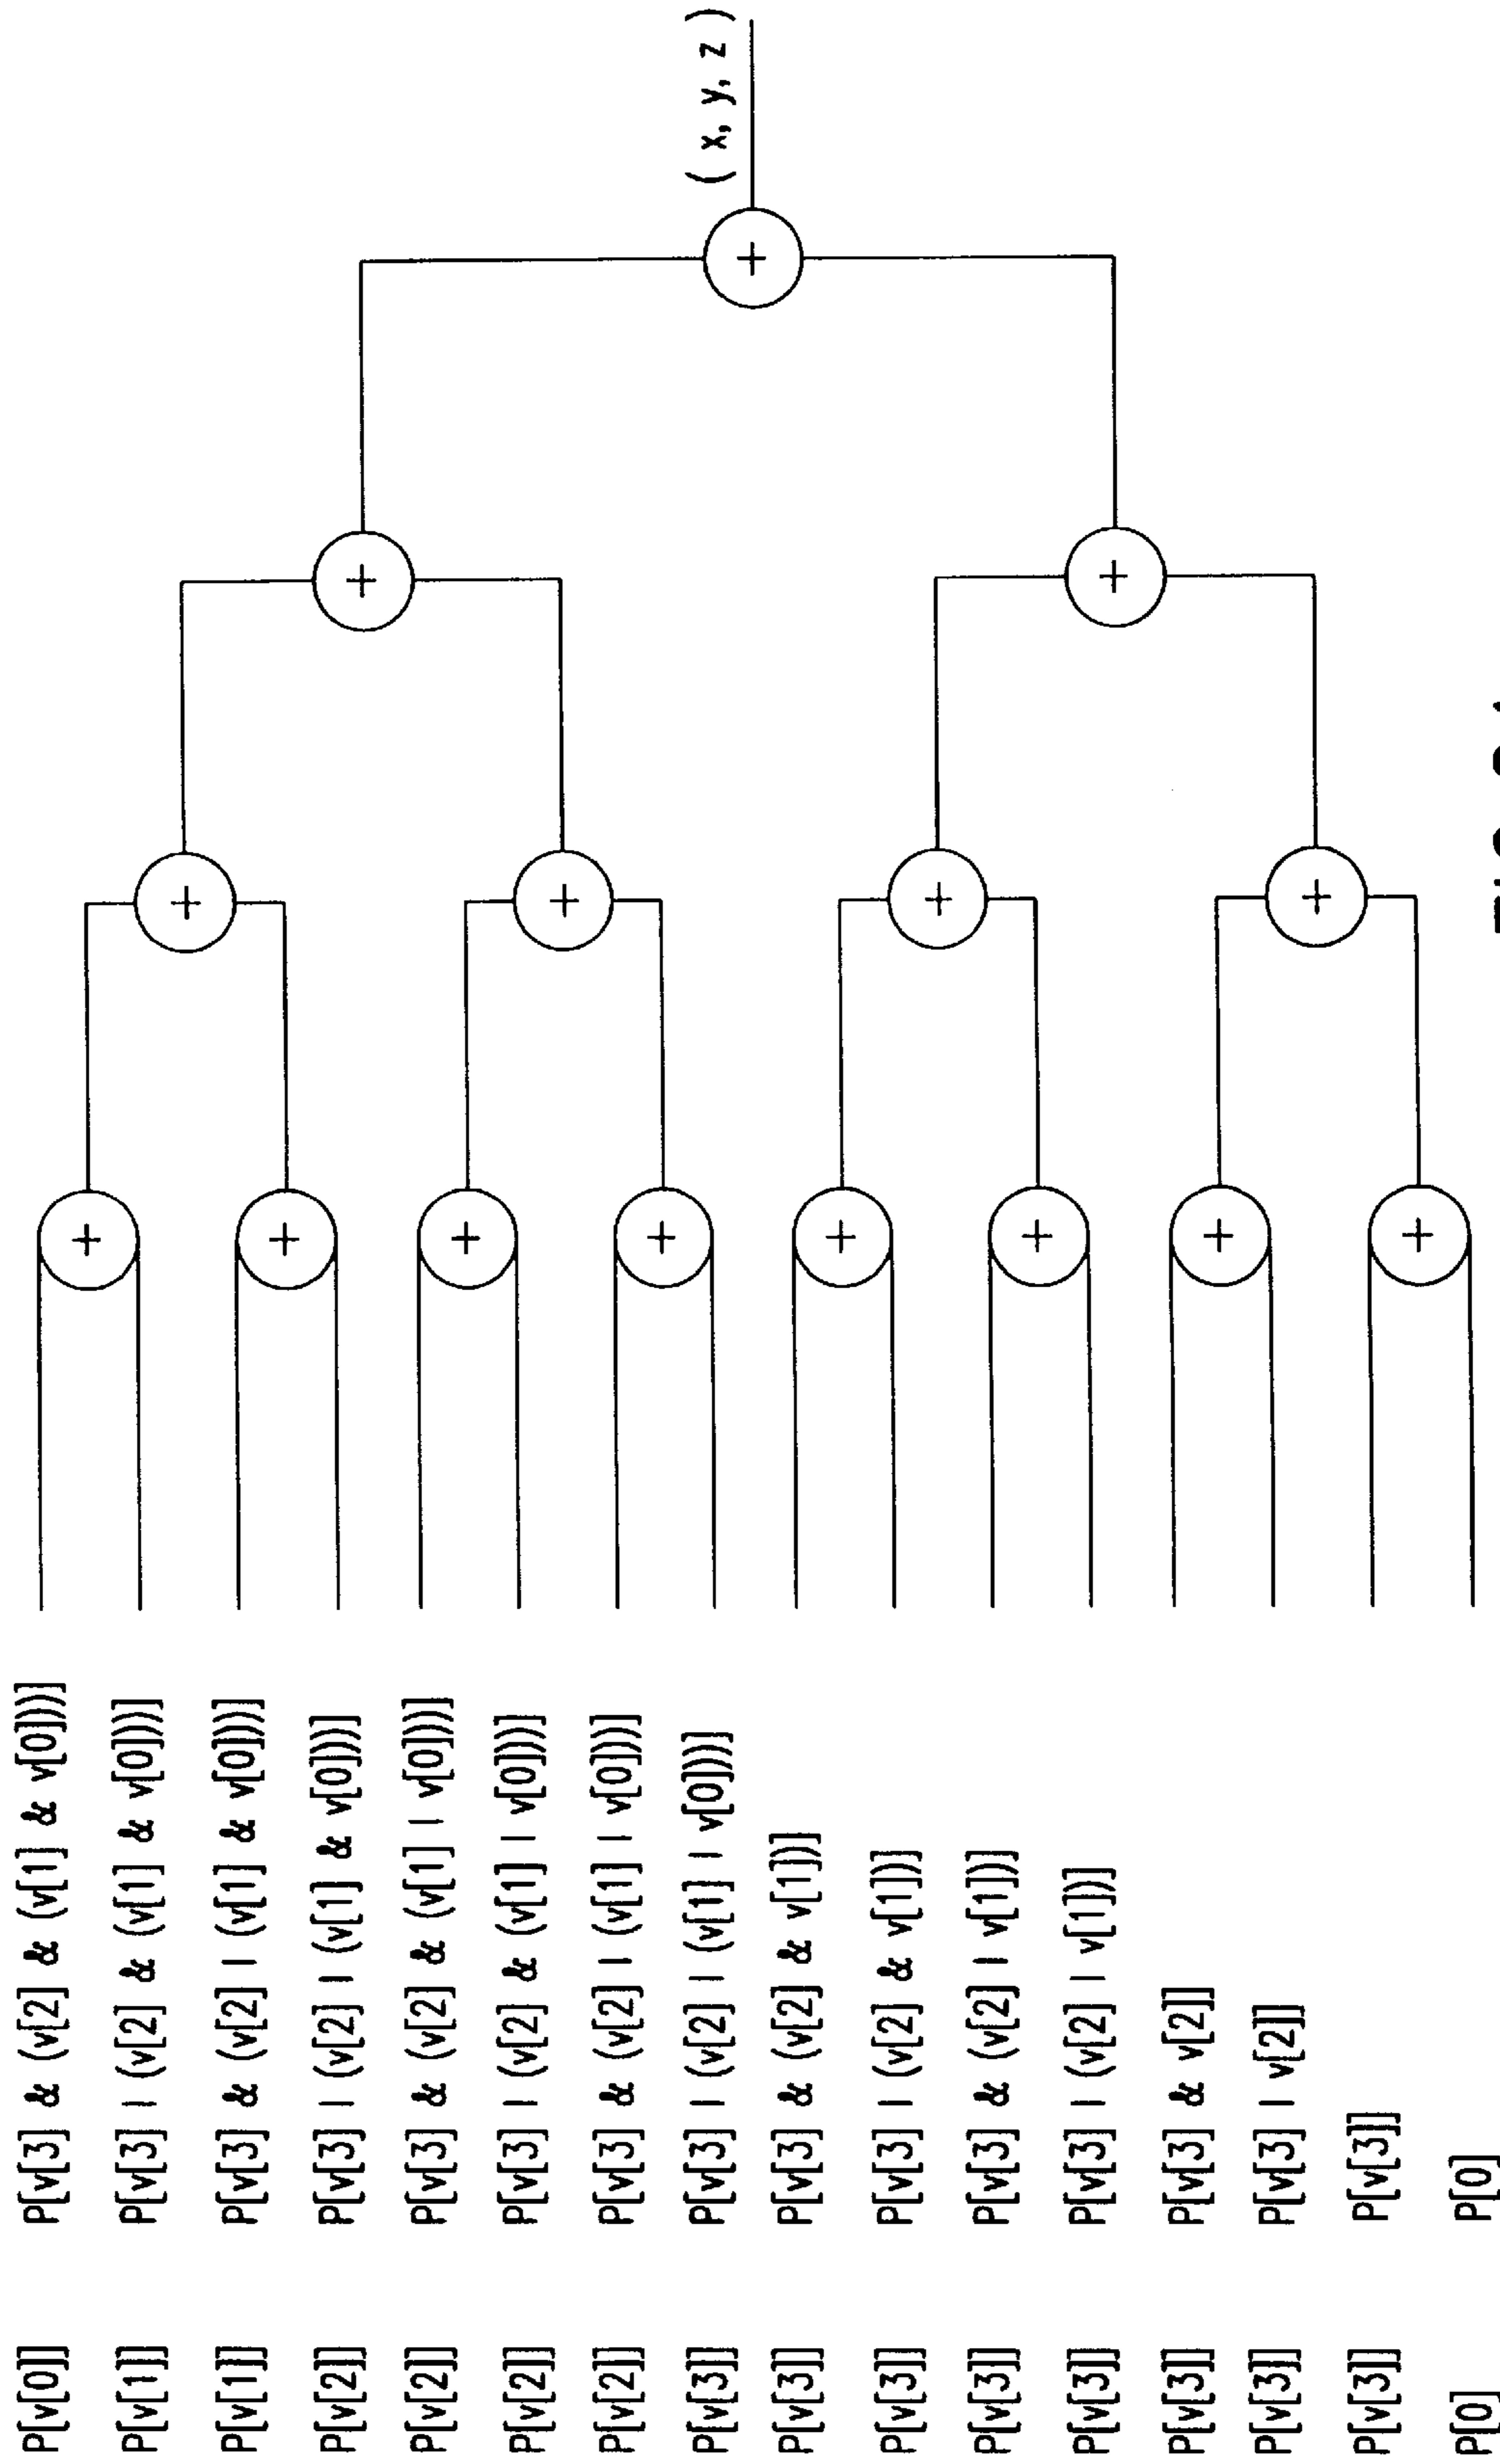 P[v[0]] P[v[3] & (v[2] & (v[1] & v[0]))]
P[v[1]] P[v[3] | (v[2] & (v[1] & v[0]))]
P[v[1]] P[v[3] & (v[2] | (v[1] & v[0]))]
P[v[2]] P[v[3] | (v[2] | (v[1] & v[0]))]
P[v[2]] P[v[3] & (v[2] & (v[1] | v[0]))]
P[v[2]] P[v[3] | (v[2] & (v[1] | v[0]))]
P[v[2]] P[v[3] & (v[2] | (v[1] | v[0]))]
P[v[3]] P[v[3] | (v[2] | (v[1] | v[0]))]
P[v[3]] P[v[3] & (v[2] & v[1])]
P[v[3]] P[v[3] | (v[2] & v[1])]
P[v[3]] P[v[3] & (v[2] | v[1])]
P[v[3]] P[v[3] | (v[2] | v[1])]
P[v[3]] P[v[3] & v[2]]
P[v[3]] P[v[3] | v[2]]
P[v[3]] P[v[3]]
P[0] P[0]
+ + + + + + + +
+ + + +
+ +
+
( x, y, z )